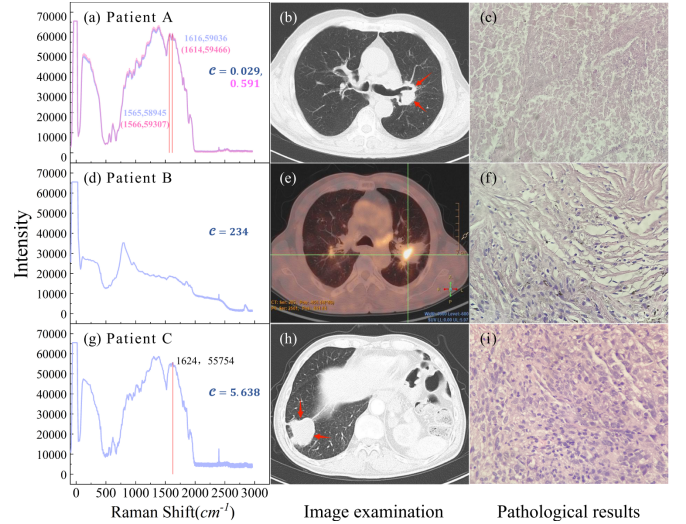 (a) Patient A
1616,59036
(1614,59466)
𝒄 = 0.029,
0.591
1565,58945
(1566,59307)
70000
60000
50000
40000
30000
20000
10000
0
(b)
(c)
(d) Patient B
𝒄 = 234
70000
60000
50000
40000
30000
20000
10000
0
(e)
(f)
Intensity
(g) Patient C
1624, 55754
𝒄 = 5.638
70000
60000
50000
40000
30000
20000
10000
0
(h)
(i)
0 500 1000 1500 2000 2500 3000
Raman Shift(cm⁻¹)
Image examination
Pathological results